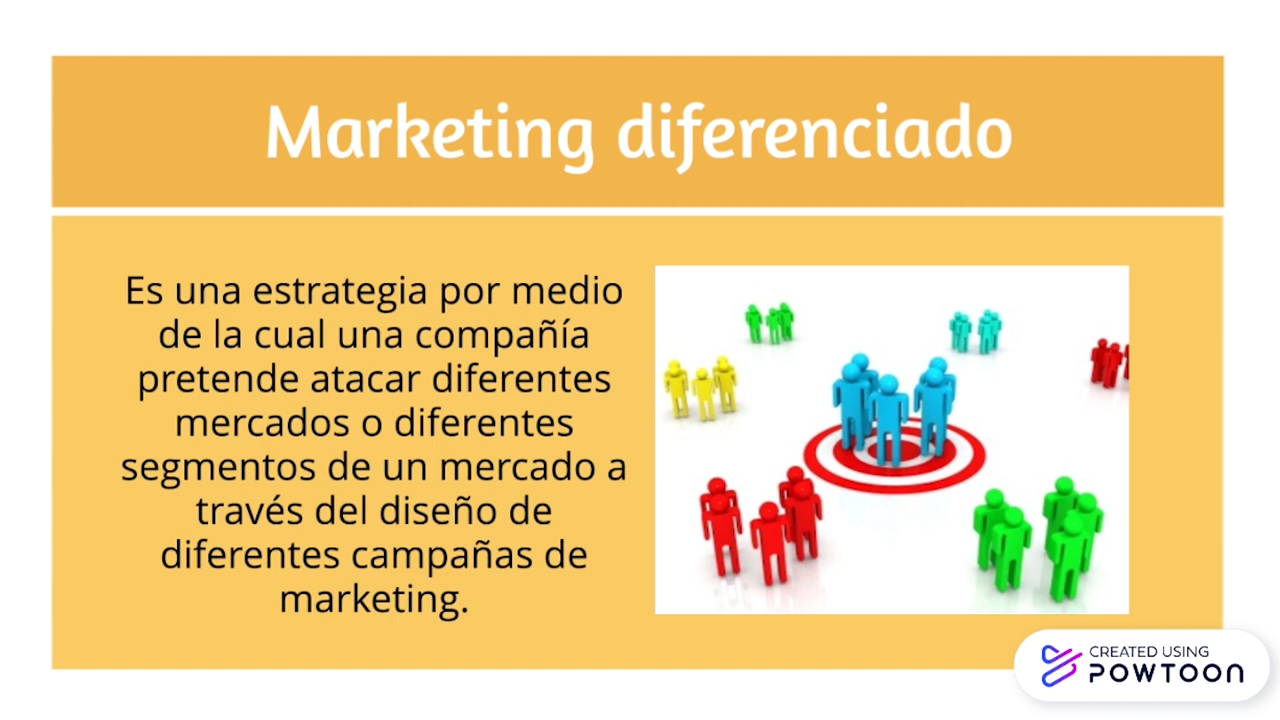 Marketing diferenciado
Es una estrategia por medio
de la cual una compañía
pretende atacar diferentes
mercados o diferentes
segmentos de un mercado a
través del diseño de
diferentes campañas de
marketing.
CREATED USING
POWTOON